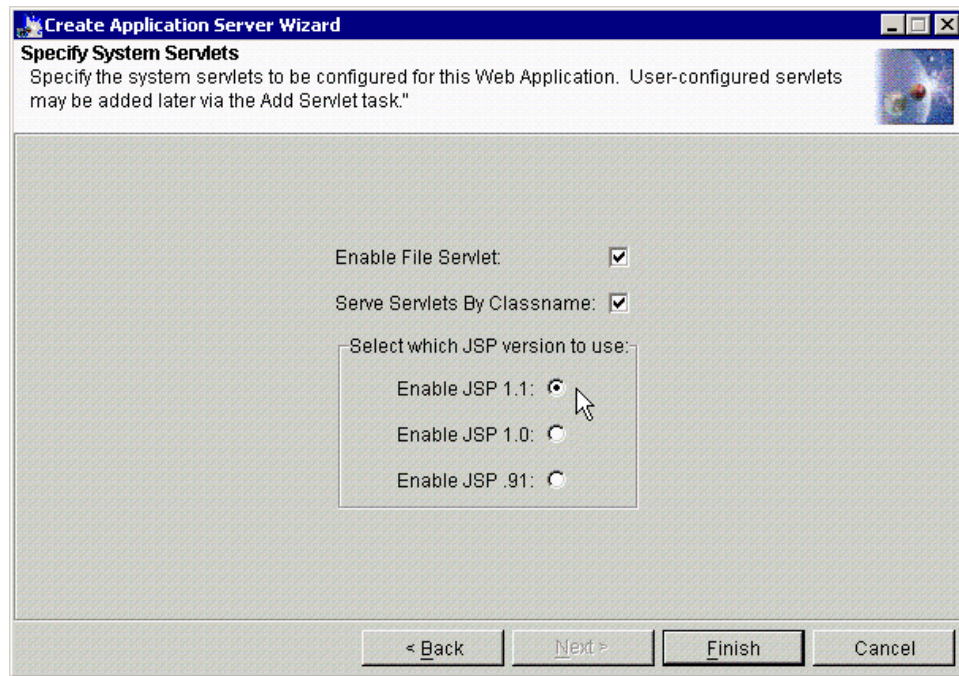 Create Application Server Wizard
Specify System Servlets
Specify the system servlets to be configured for this Web Application.  User-configured servlets
may be added later via the Add Servlet task."
Enable File Servlet:
Serve Servlets By Classname:
Select which JSP version to use:
Enable JSP 1.1:
Enable JSP 1.0:
Enable JSP .91:
< Back
Next >
Finish
Cancel